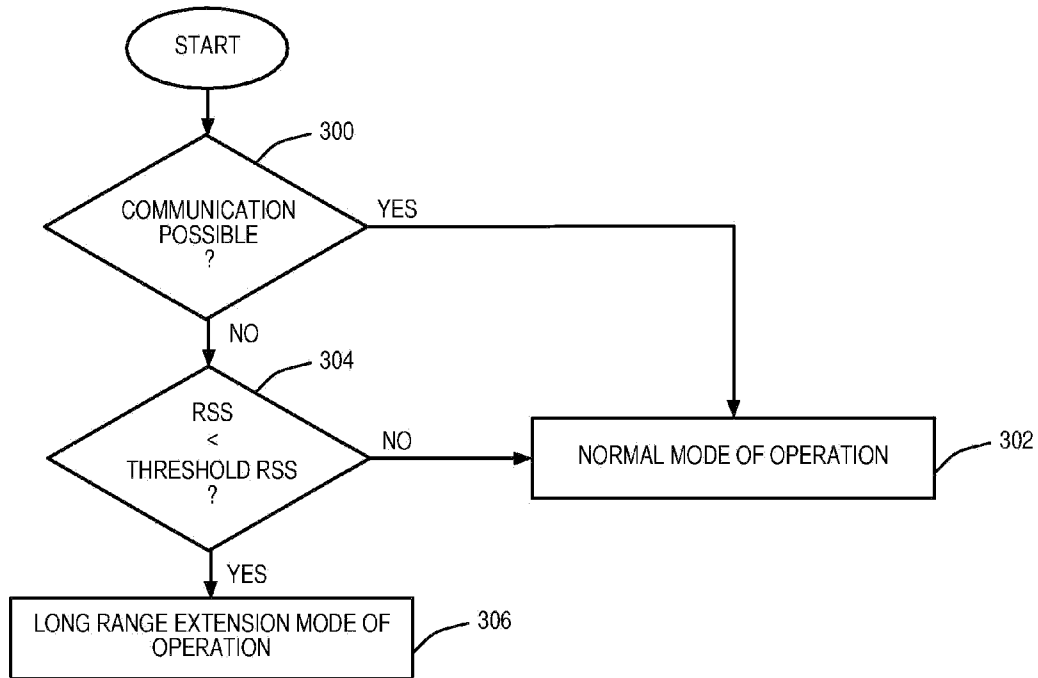 START
300
COMMUNICATION
POSSIBLE
?
YES
NO
304
RSS
<
THRESHOLD RSS
?
NO
NORMAL MODE OF OPERATION
302
YES
LONG RANGE EXTENSION MODE OF
OPERATION
306